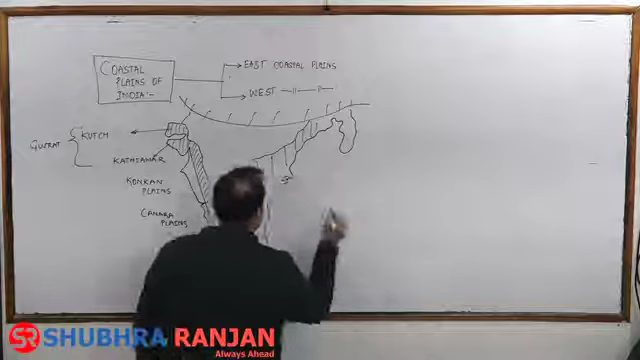 COASTAL
PLAINS OF
INDIA:-
EAST COASTAL PLAINS
WEST —〃—〃—
GUJRAT
KUTCH
KATHIAWAR
KONKAN
PLAINS
CANARA
PLAINS
SR SHUBHRA RANJAN
Always Ahead